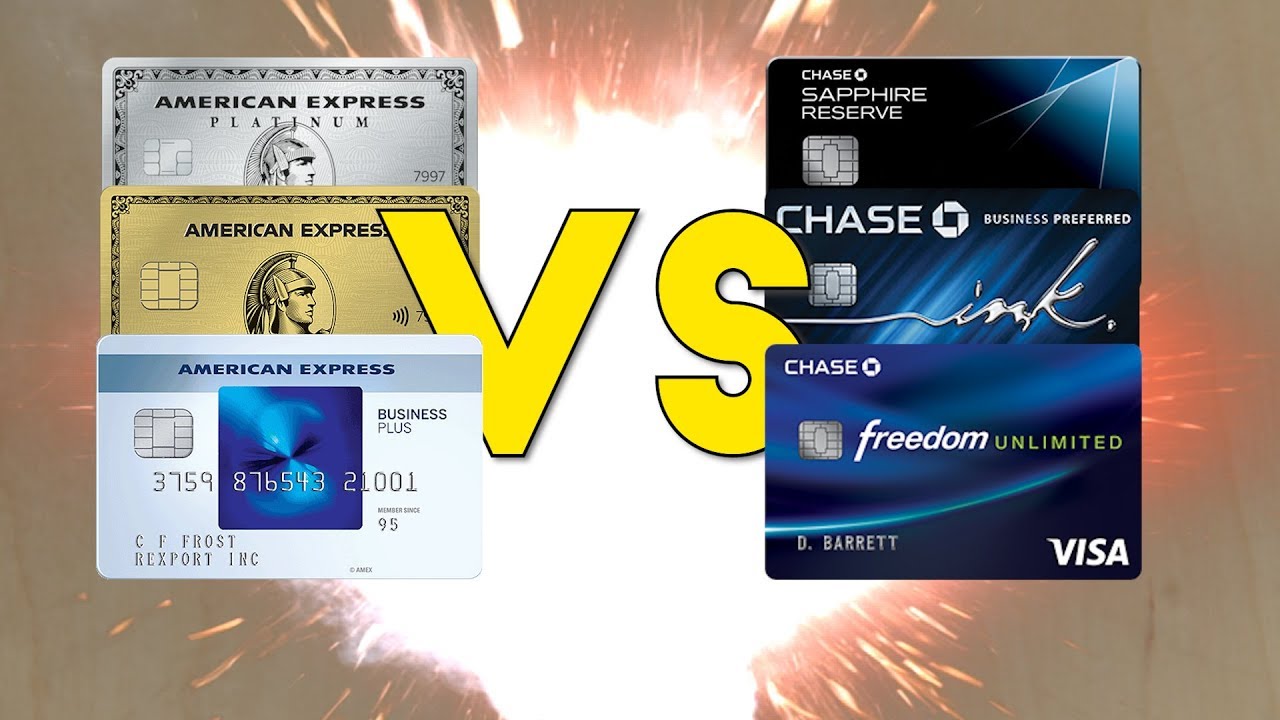 AMERICAN EXPRESS
PLATINUM
7997
AMERICAN EXPRESS
AMERICAN EXPRESS
BUSINESS
PLUS
3759 876543 21001
MEMBER SINCE
95
C F FROST
REXPORT INC
© AMEX
VS
CHASE
SAPPHIRE
RESERVE
CHASE BUSINESS PREFERRED
ink.
CHASE
freedom UNLIMITED
D. BARRETT
VISA